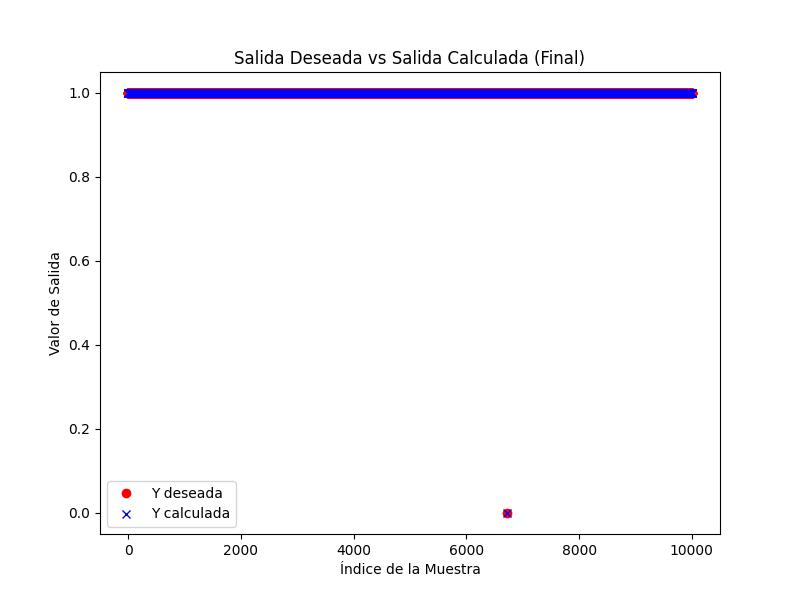 Salida Deseada vs Salida Calculada (Final)
1.0
0.8
0.6
0.4
0.2
0.0
Valor de Salida
Y deseada
Y calculada
0 2000 4000 6000 8000 10000
Índice de la Muestra